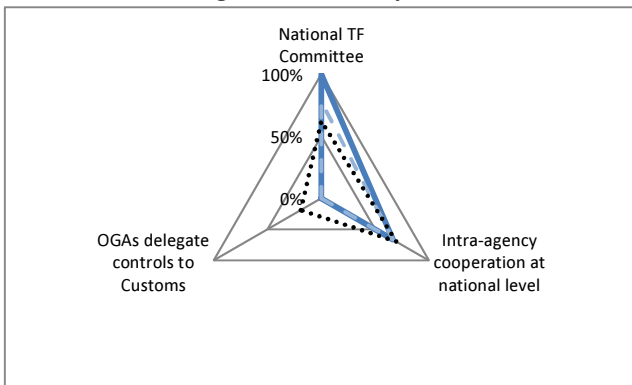 National TF
Committee
100%
50%
0%
OGAs delegate
controls to
Customs
Intra-agency
cooperation at
national level